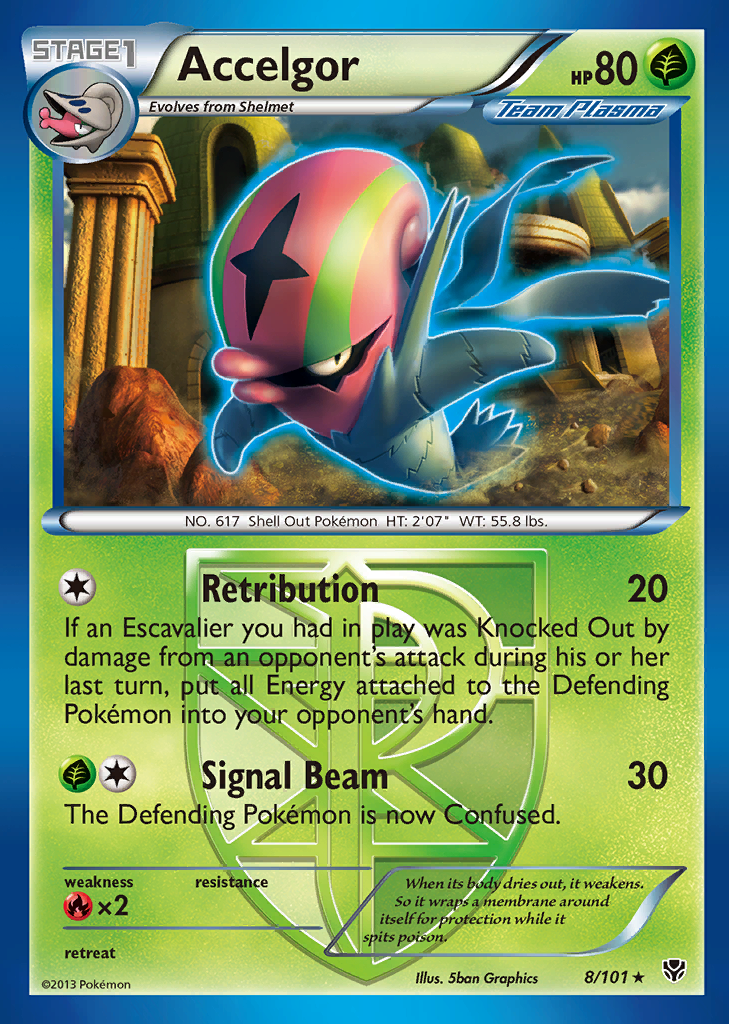 STAGE1
Accelgor
HP 80
Evolves from Shelmet
Team Plasma
NO. 617 Shell Out Pokémon HT: 2'07" WT: 55.8 lbs.
Retribution 20
If an Escavalier you had in play was Knocked Out by
damage from an opponent's attack during his or her
last turn, put all Energy attached to the Defending
Pokémon into your opponent's hand.
Signal Beam 30
The Defending Pokémon is now Confused.
weakness resistance
×2
retreat
When its body dries out, it weakens.
So it wraps a membrane around
itself for protection while it
spits poison.
Illus. 5ban Graphics 8/101 ★
©2013 Pokémon